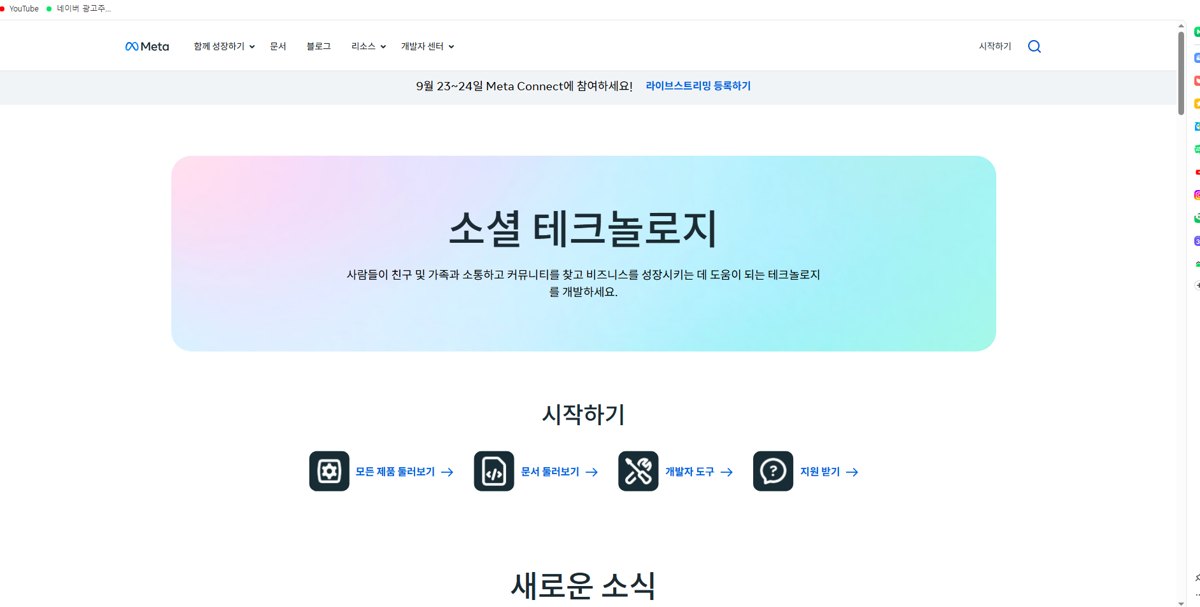 YouTube 네이버 광고주...
Meta 함께 성장하기 문서 블로그 리소스 개발자 센터 시작하기
9월 23~24일 Meta Connect에 참여하세요! 라이브스트리밍 등록하기
소셜 테크놀로지
사람들이 친구 및 가족과 소통하고 커뮤니티를 찾고 비즈니스를 성장시키는 데 도움이 되는 테크놀로지
를 개발하세요.
시작하기
모든 제품 둘러보기 → 문서 둘러보기 → 개발자 도구 → 지원 받기 →
새로운 소식